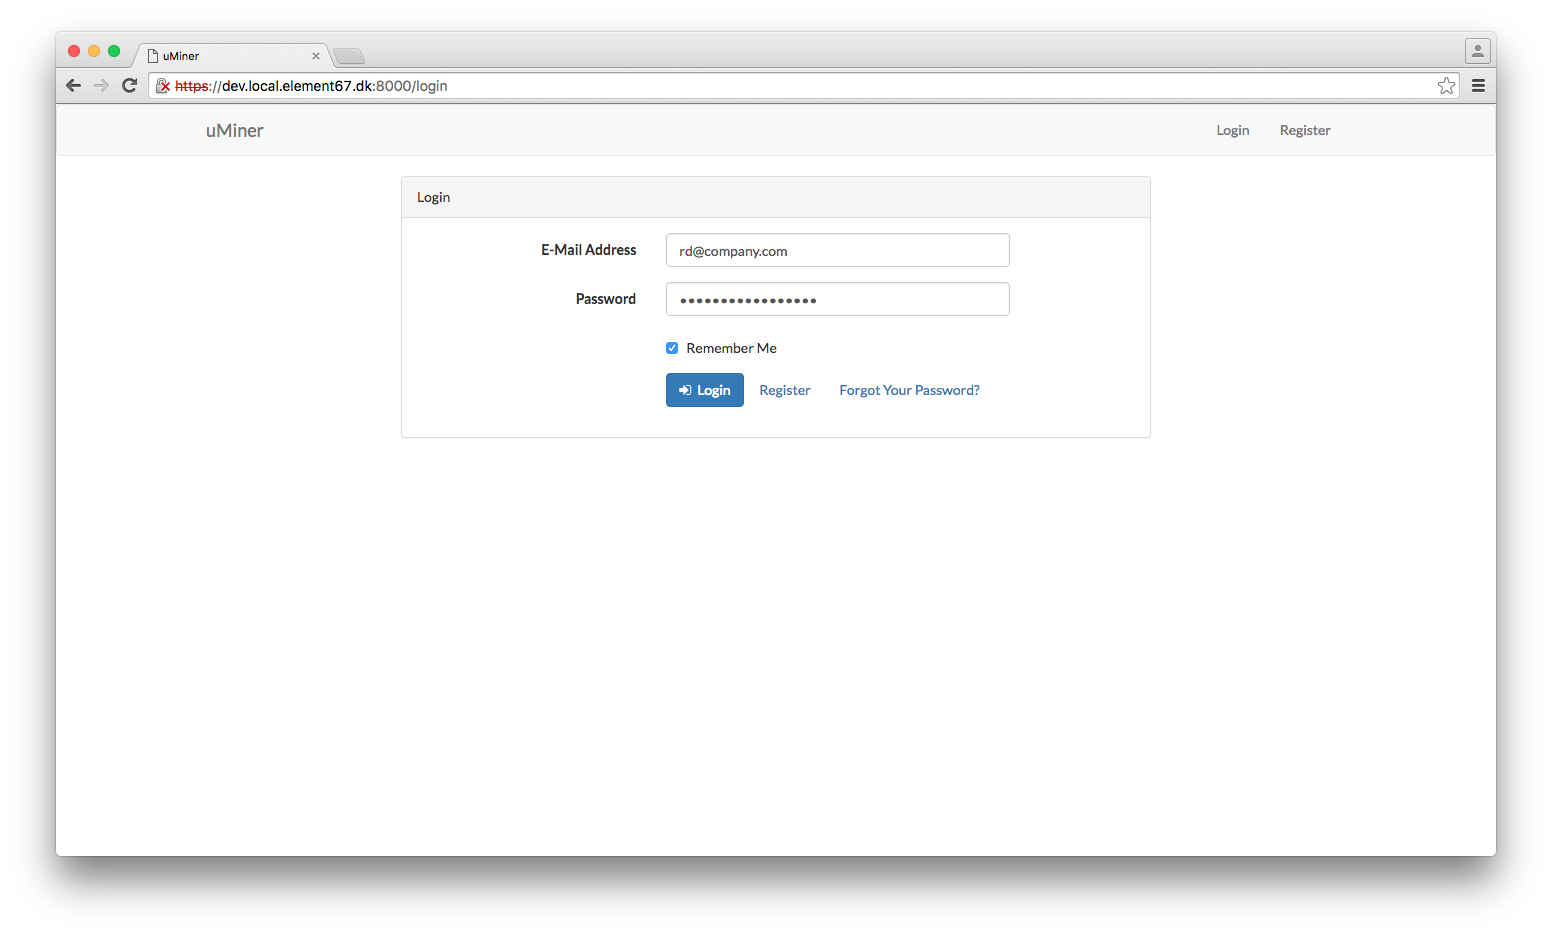 uMiner
https://dev.local.element67.dk:8000/login
uMiner Login Register
Login
E-Mail Address rd@company.com
Password •••••••••••••••••
Remember Me
Login Register Forgot Your Password?